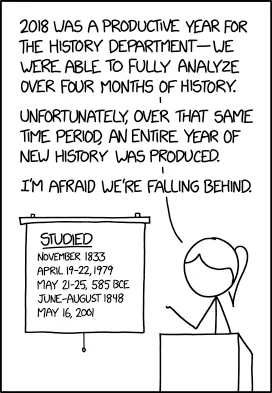 2018 WAS A PRODUCTIVE YEAR FOR
THE HISTORY DEPARTMENT—WE
WERE ABLE TO FULLY ANALYZE
OVER FOUR MONTHS OF HISTORY.
UNFORTUNATELY, OVER THAT SAME
TIME PERIOD, AN ENTIRE YEAR OF
NEW HISTORY WAS PRODUCED.
I'M AFRAID WE'RE FALLING BEHIND.
STUDIED
NOVEMBER 1833
APRIL 19-22, 1979
MAY 21-25, 585 BCE
JUNE-AUGUST 1848
MAY 16, 2001